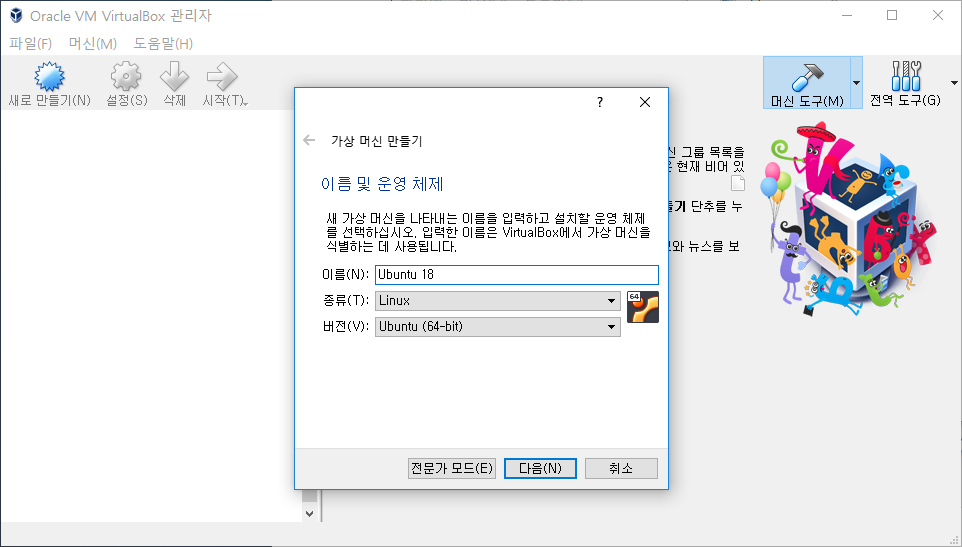 Oracle VM VirtualBox 관리자
파일(F) 머신(M) 도움말(H)
새로 만들기(N) 설정(S) 삭제 시작(T) 머신 도구(M) 전역 도구(G)
?
가상 머신 만들기
이름 및 운영 체제
새 가상 머신을 나타내는 이름을 입력하고 설치할 운영 체제
를 선택하십시오. 입력한 이름은 VirtualBox에서 가상 머신을
식별하는 데 사용됩니다.
이름(N): Ubuntu 18
종류(T): Linux
64
버전(V): Ubuntu (64-bit)
전문가 모드(E) 다음(N) 취소
그룹 목록을
현재 비어 있
단추를 누
뉴스를 보